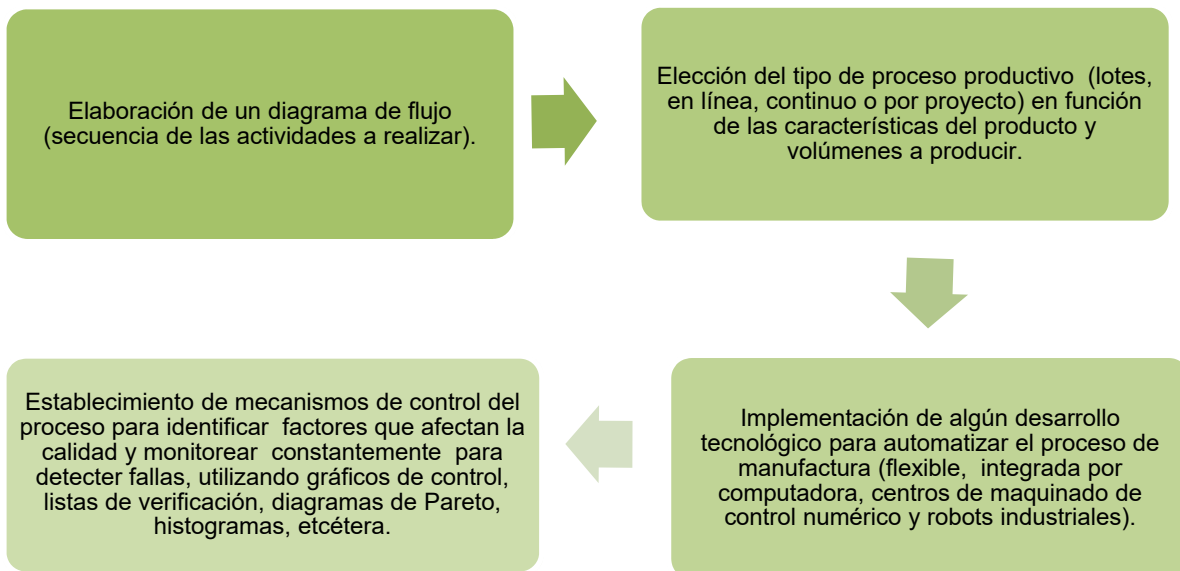 Elaboración de un diagrama de flujo
(secuencia de las actividades a realizar).
Elección del tipo de proceso productivo (lotes,
en línea, continuo o por proyecto) en función
de las características del producto y
volúmenes a producir.
Implementación de algún desarrollo
tecnológico para automatizar el proceso de
manufactura (flexible, integrada por
computadora, centros de maquinado de
control numérico y robots industriales).
Establecimiento de mecanismos de control del
proceso para identificar factores que afectan la
calidad y monitorear constantemente para
detecter fallas, utilizando gráficos de control,
listas de verificación, diagramas de Pareto,
histogramas, etcétera.